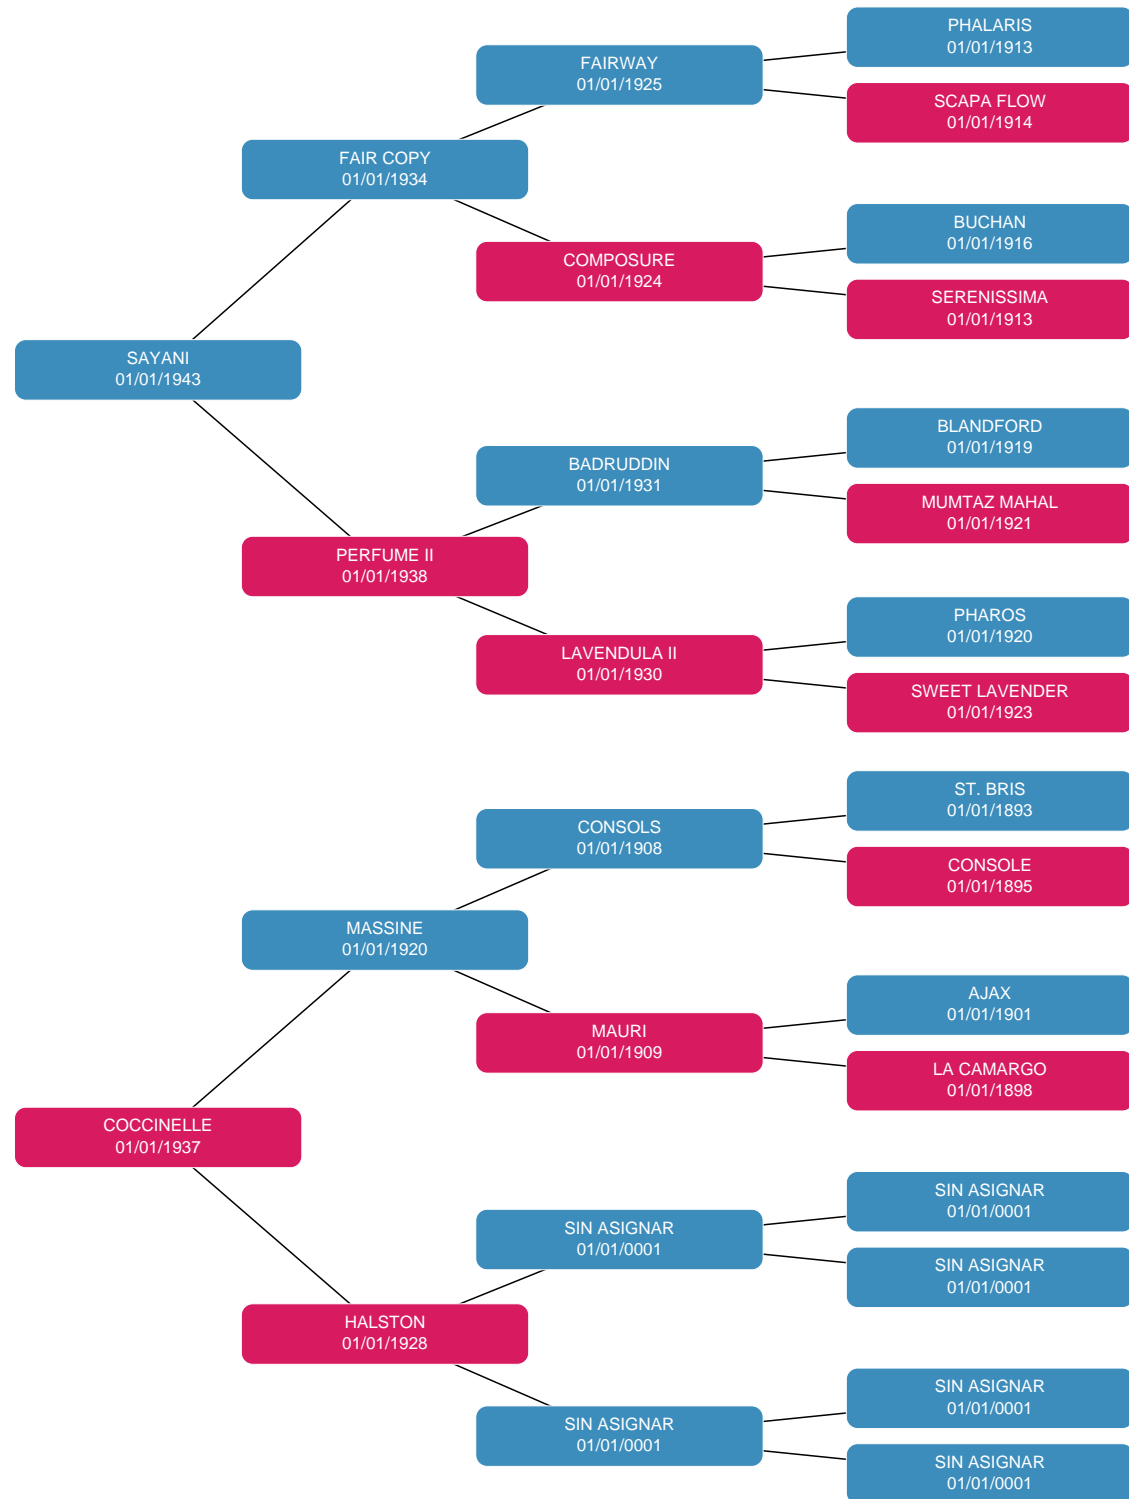 PHALARIS
01/01/1913
FAIRWAY
01/01/1925
SCAPA FLOW
01/01/1914
FAIR COPY
01/01/1934
BUCHAN
01/01/1916
COMPOSURE
01/01/1924
SERENISSIMA
01/01/1913
SAYANI
01/01/1943
BLANDFORD
01/01/1919
BADRUDDIN
01/01/1931
MUMTAZ MAHAL
01/01/1921
PERFUME II
01/01/1938
PHAROS
01/01/1920
LAVENDULA II
01/01/1930
SWEET LAVENDER
01/01/1923
ST. BRIS
01/01/1893
CONSOLS
01/01/1908
CONSOLE
01/01/1895
MASSINE
01/01/1920
AJAX
01/01/1901
MAURI
01/01/1909
LA CAMARGO
01/01/1898
COCCINELLE
01/01/1937
SIN ASIGNAR
01/01/0001
SIN ASIGNAR
01/01/0001
SIN ASIGNAR
01/01/0001
HALSTON
01/01/1928
SIN ASIGNAR
01/01/0001
SIN ASIGNAR
01/01/0001
SIN ASIGNAR
01/01/0001